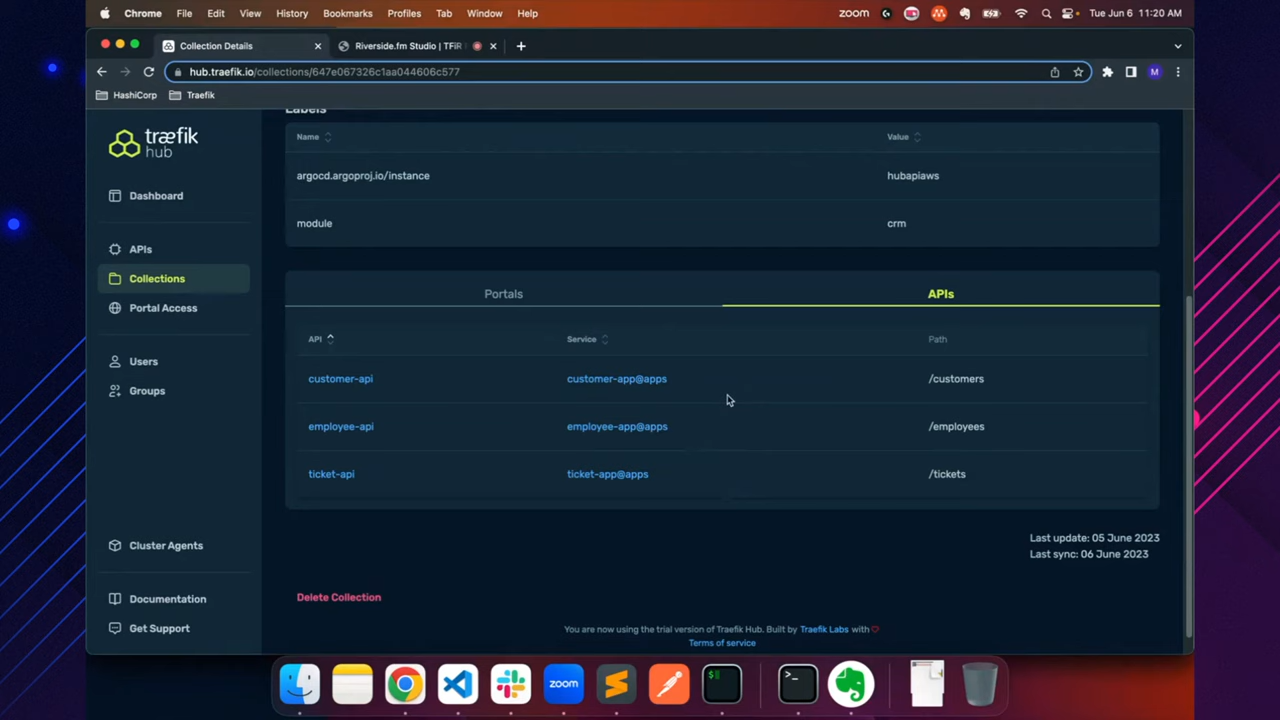 Chrome File Edit View History Bookmarks Profiles Tab Window Help zoom Tue Jun 6 11:20 AM
Collection Details Riverside.fm Studio | TFiR
hub.traefik.io/collections/647e067326c1aa044606c577 M
HashiCorp Traefik
træfik
hub
Dashboard
APIs
Collections
Portal Access
Users
Groups
Cluster Agents
Documentation
Get Support
Labels
Name Value
argocd.argoproj.io/instance hubapiaws
module crm
Portals APIs
API Service Path
customer-api customer-app@apps /customers
employee-api employee-app@apps /employees
ticket-api ticket-app@apps /tickets
Last update: 05 June 2023
Last sync: 06 June 2023
Delete Collection
You are now using the trial version of Traefik Hub. Built by Traefik Labs with
Terms of service
zoom